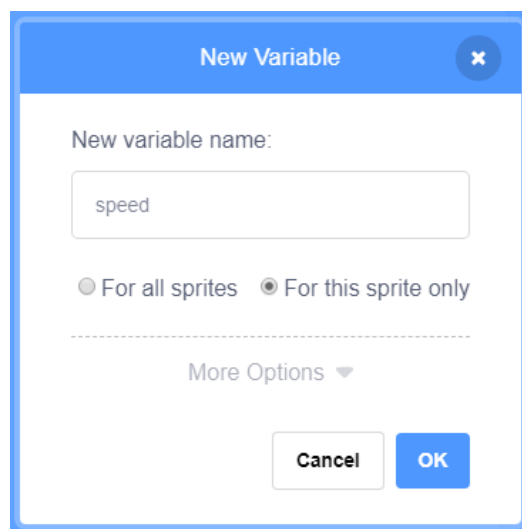 New Variable
New variable name:
speed
For all sprites For this sprite only
More Options
Cancel OK